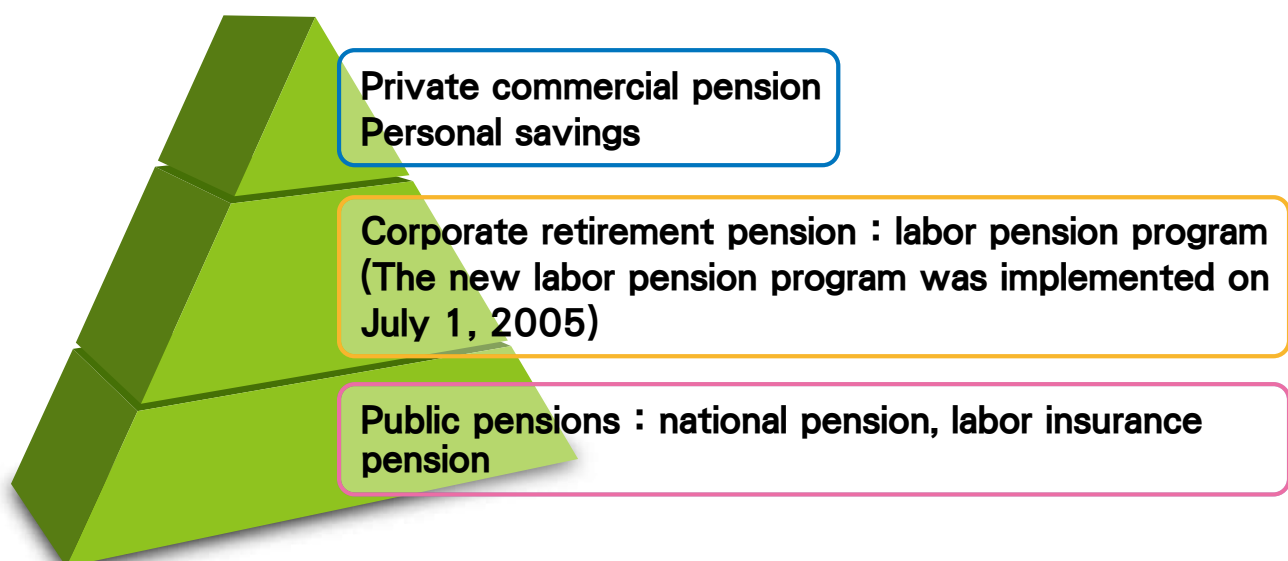 Private commercial pension
Personal savings
Corporate retirement pension：labor pension program
(The new labor pension program was implemented on
July 1, 2005)
Public pensions：national pension, labor insurance
pension